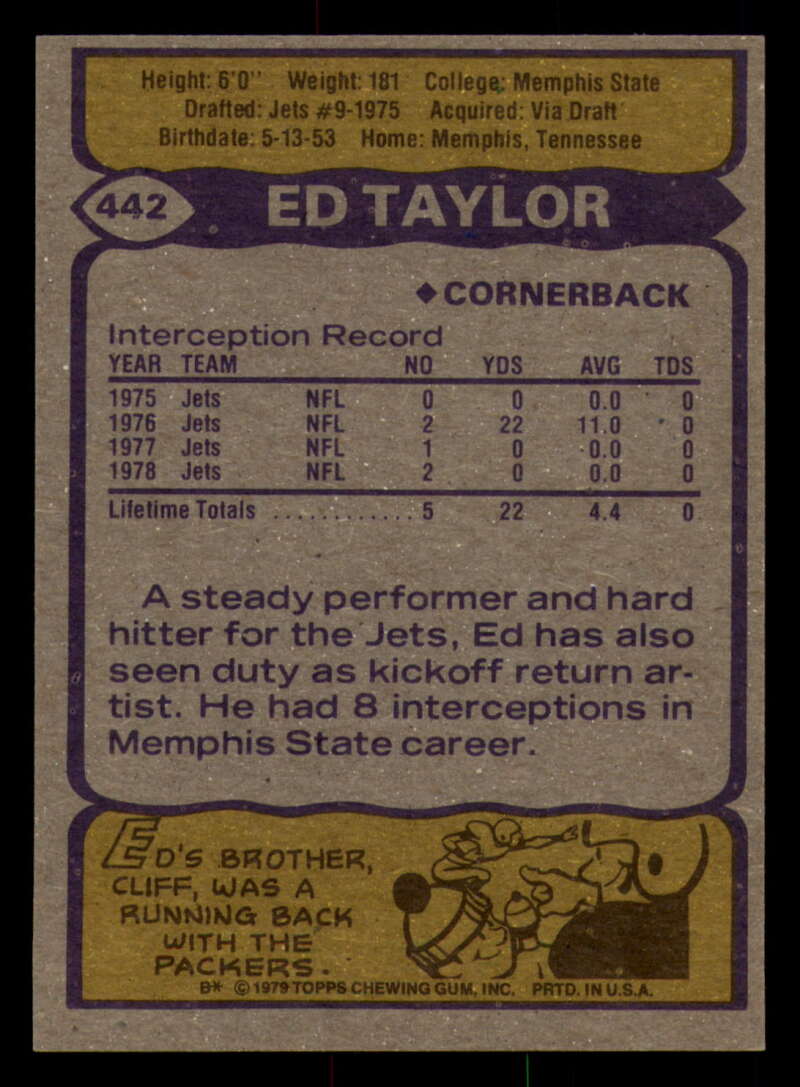 Height: 6'0" Weight: 181 College: Memphis State
Drafted: Jets #9-1975 Acquired: Via Draft
Birthdate: 5-13-53 Home: Memphis, Tennessee
442 ED TAYLOR
◆CORNERBACK
Interception Record
YEAR TEAM NO YDS AVG TDS
1975 Jets NFL 0 0 0.0 0
1976 Jets NFL 2 22 11.0 0
1977 Jets NFL 1 0 0.0 0
1978 Jets NFL 2 0 0.0 0
Lifetime Totals ............ 5 22 4.4 0
A steady performer and hard
hitter for the Jets, Ed has also
seen duty as kickoff return ar-
tist. He had 8 interceptions in
Memphis State career.
ED'S BROTHER,
CLIFF, WAS A
RUNNING BACK
WITH THE
PACKERS.
B* © 1979 TOPPS CHEWING GUM, INC. PRTD. IN U.S.A.